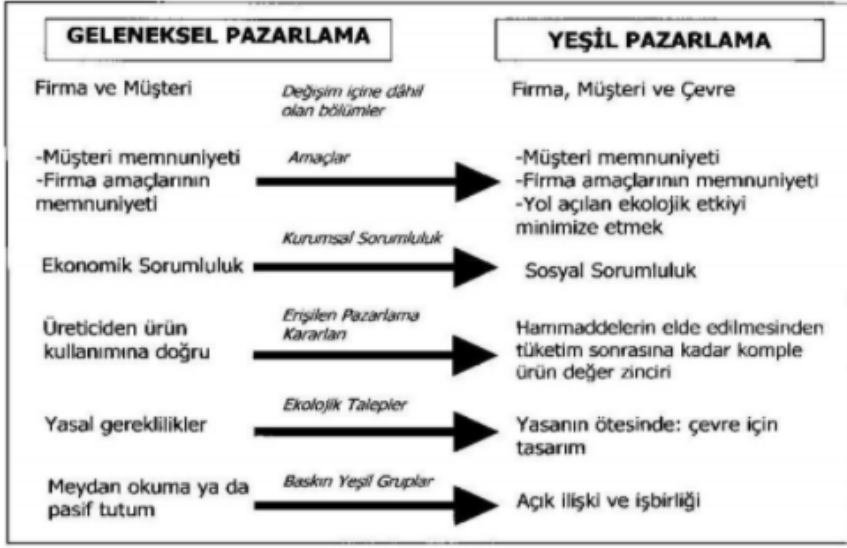 GELENEKSEL PAZARLAMA
YEŞİL PAZARLAMA
Firma ve Müşteri
Değişim içine dâhil
olan bölümler
Firma, Müşteri ve Çevre
-Müşteri memnuniyeti
-Firma amaçlarının
memnuniyeti
Amaçlar
-Müşteri memnuniyeti
-Firma amaçlarının memnuniyeti
-Yol açılan ekolojik etkiyi
minimize etmek
Ekonomik Sorumluluk
Kurumsal Sorumluluk
Sosyal Sorumluluk
Üreticiden ürün
kullanımına doğru
Erişilen Pazarlama
Kararları
Hammaddelerin elde edilmesinden
tüketim sonrasına kadar komple
ürün değer zinciri
Yasal gereklilikler
Ekolojik Talepler
Yasanın ötesinde: çevre için
tasarım
Meydan okuma ya da
pasif tutum
Baskın Yeşil Gruplar
Açık ilişki ve işbirliği